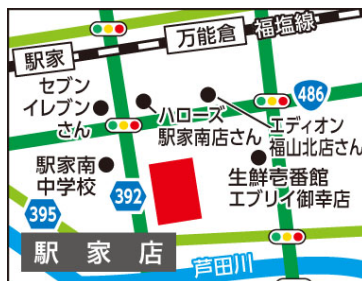 万能倉
福塩線
駅家
セブン
イレブン
さん
ハローズ
駅家南店さん
486
エディオン
福山北店さん
駅家南
中学校
生鮮壱番館
エブリイ御幸店
392
395
駅家店
芦田川